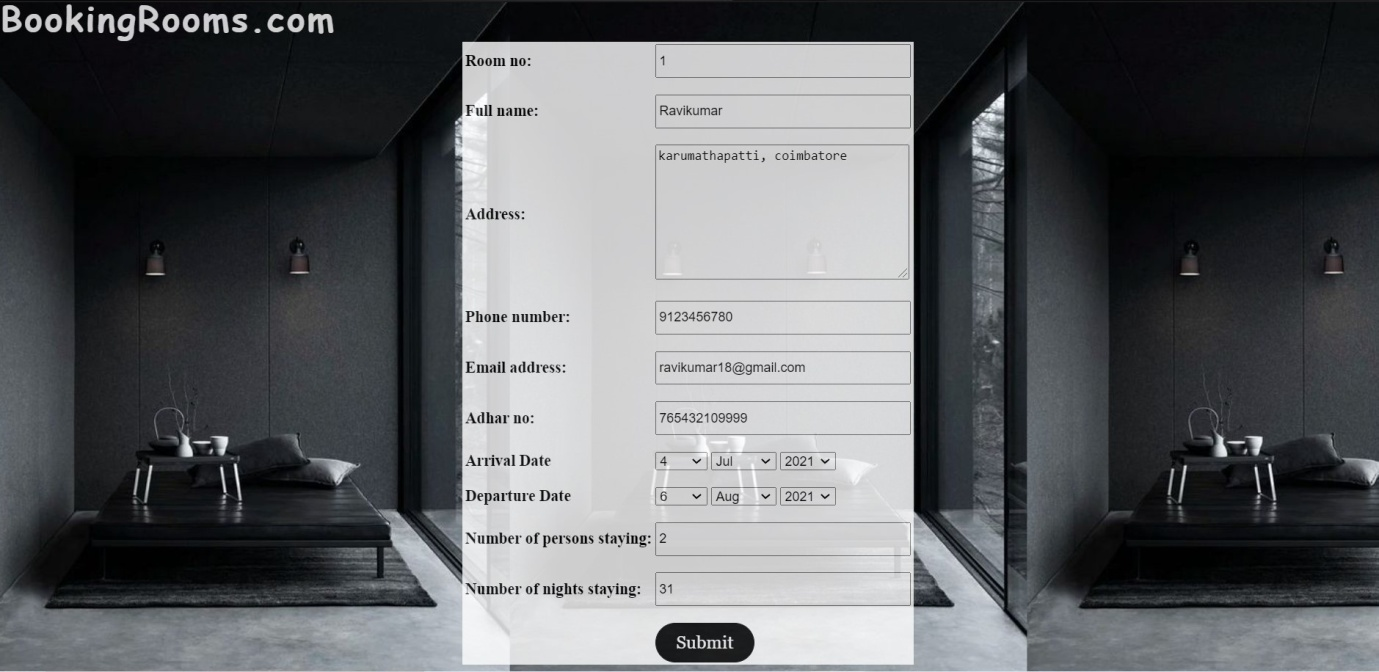 BookingRooms.com
Room no: 1
Full name: Ravikumar
karumathapatti, coimbatore
Address:
Phone number: 9123456780
Email address: ravikumar18@gmail.com
Adhar no: 765432109999
Arrival Date 4 Jul 2021
Departure Date 6 Aug 2021
Number of persons staying: 2
Number of nights staying: 31
Submit